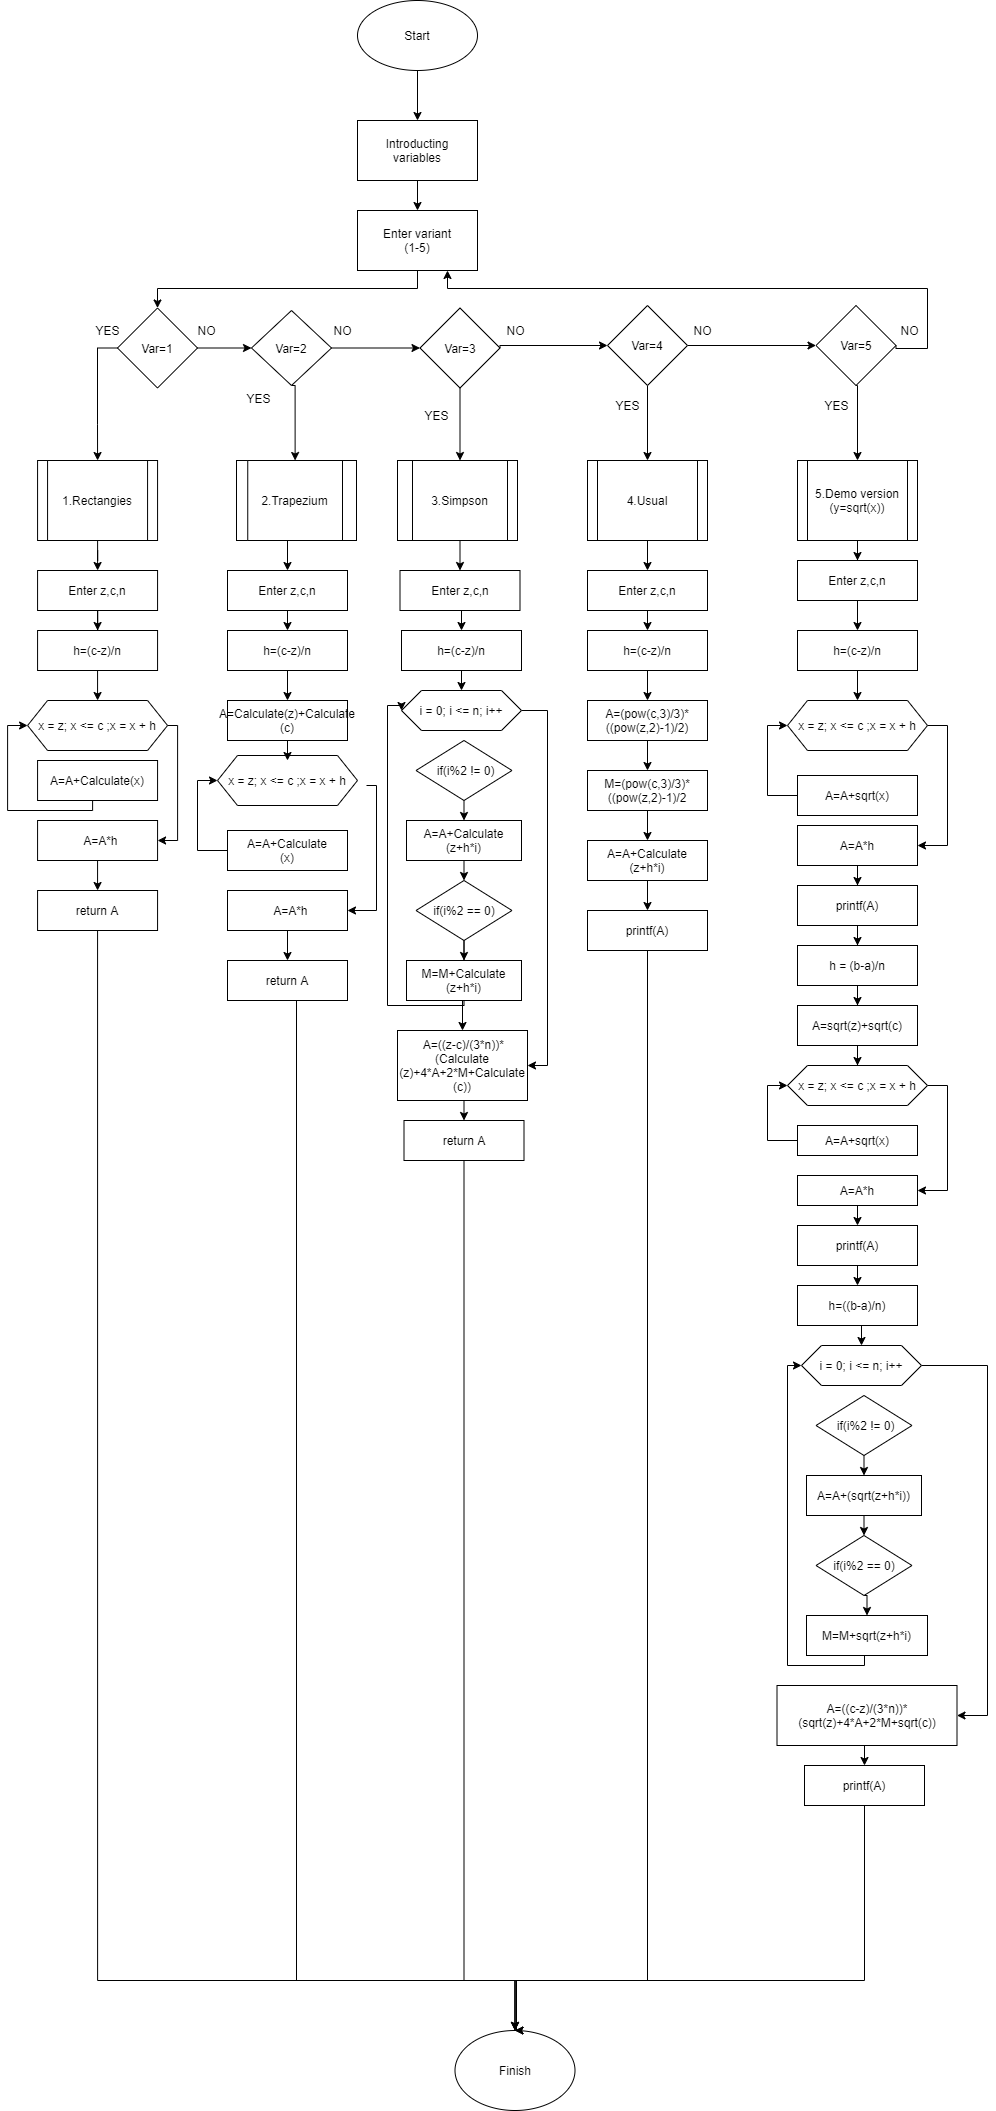 Start
Introducting
variables
Enter variant
(1-5)
YES
Var=1
NO
Var=2
NO
Var=3
NO
Var=4
NO
Var=5
NO
YES
YES
YES
YES
1.Rectangies
Enter z,c,n
h=(c-z)/n
x = z; x <= c ;x = x + h
A=A+Calculate(x)
A=A*h
return A
2.Trapezium
Enter z,c,n
h=(c-z)/n
A=Calculate(z)+Calculate
(c)
x = z; x <= c ;x = x + h
A=A+Calculate
(x)
A=A*h
return A
3.Simpson
Enter z,c,n
h=(c-z)/n
i = 0; i <= n; i++
if(i%2 != 0)
A=A+Calculate
(z+h*i)
if(i%2 == 0)
M=M+Calculate
(z+h*i)
A=((z-c)/(3*n))*
(Calculate
(z)+4*A+2*M+Calculate
(c))
return A
4.Usual
Enter z,c,n
h=(c-z)/n
A=(pow(c,3)/3)*
((pow(z,2)-1)/2)
M=(pow(c,3)/3)*
((pow(z,2)-1)/2
A=A+Calculate
(z+h*i)
printf(A)
5.Demo version
(y=sqrt(x))
Enter z,c,n
h=(c-z)/n
x = z; x <= c ;x = x + h
A=A+sqrt(x)
A=A*h
printf(A)
h = (b-a)/n
A=sqrt(z)+sqrt(c)
x = z; x <= c ;x = x + h
A=A+sqrt(x)
A=A*h
printf(A)
h=((b-a)/n)
i = 0; i <= n; i++
if(i%2 != 0)
A=A+(sqrt(z+h*i))
if(i%2 == 0)
M=M+sqrt(z+h*i)
A=((c-z)/(3*n))*
(sqrt(z)+4*A+2*M+sqrt(c))
printf(A)
Finish